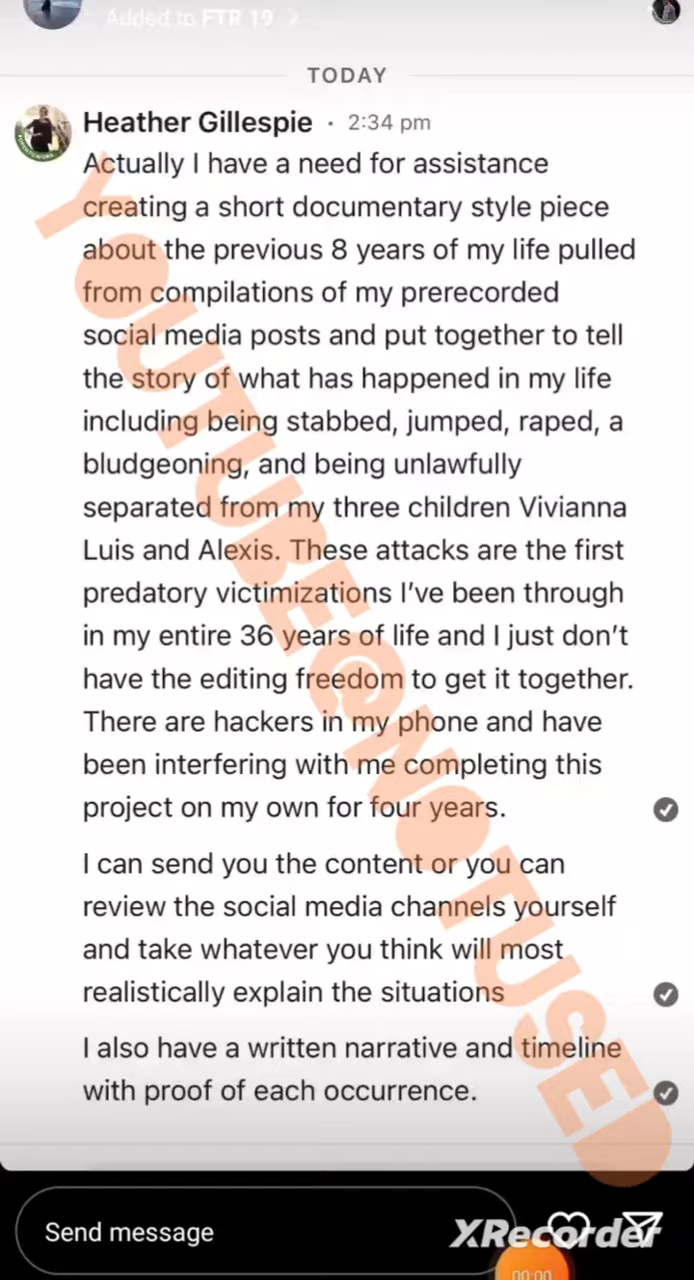 Added to FTR 19 >
TODAY
Heather Gillespie · 2:34 pm
Actually I have a need for assistance
creating a short documentary style piece
about the previous 8 years of my life pulled
from compilations of my prerecorded
social media posts and put together to tell
the story of what has happened in my life
including being stabbed, jumped, raped, a
bludgeoning, and being unlawfully
separated from my three children Vivianna
Luis and Alexis. These attacks are the first
predatory victimizations I've been through
in my entire 36 years of life and I just don't
have the editing freedom to get it together.
There are hackers in my phone and have
been interfering with me completing this
project on my own for four years.
I can send you the content or you can
review the social media channels yourself
and take whatever you think will most
realistically explain the situations
I also have a written narrative and timeline
with proof of each occurrence.
YOUTUBE@NOTUSED
Send message
XRecorder
00:00